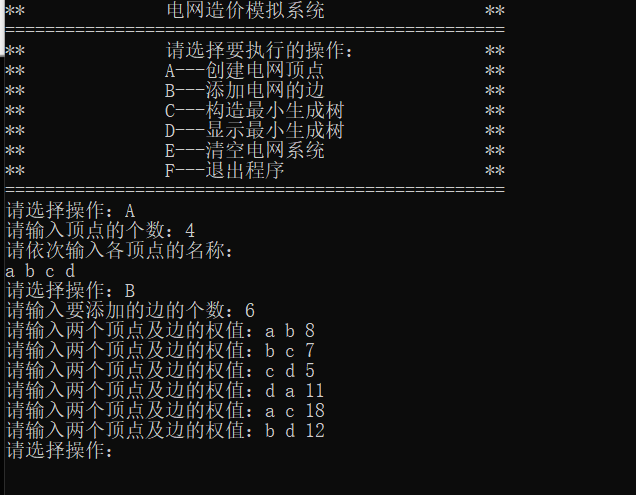 **              电网造价模拟系统                **
==================================================
**              请选择要执行的操作:             **
**              A---创建电网顶点                **
**              B---添加电网的边                **
**              C---构造最小生成树              **
**              D---显示最小生成树              **
**              E---清空电网系统                **
**              F---退出程序                    **
==================================================
请选择操作: A
请输入顶点的个数: 4
请依次输入各顶点的名称:
a b c d
请选择操作: B
请输入要添加的边的个数: 6
请输入两个顶点及边的权值: a b 8
请输入两个顶点及边的权值: b c 7
请输入两个顶点及边的权值: c d 5
请输入两个顶点及边的权值: d a 11
请输入两个顶点及边的权值: a c 18
请输入两个顶点及边的权值: b d 12
请选择操作: